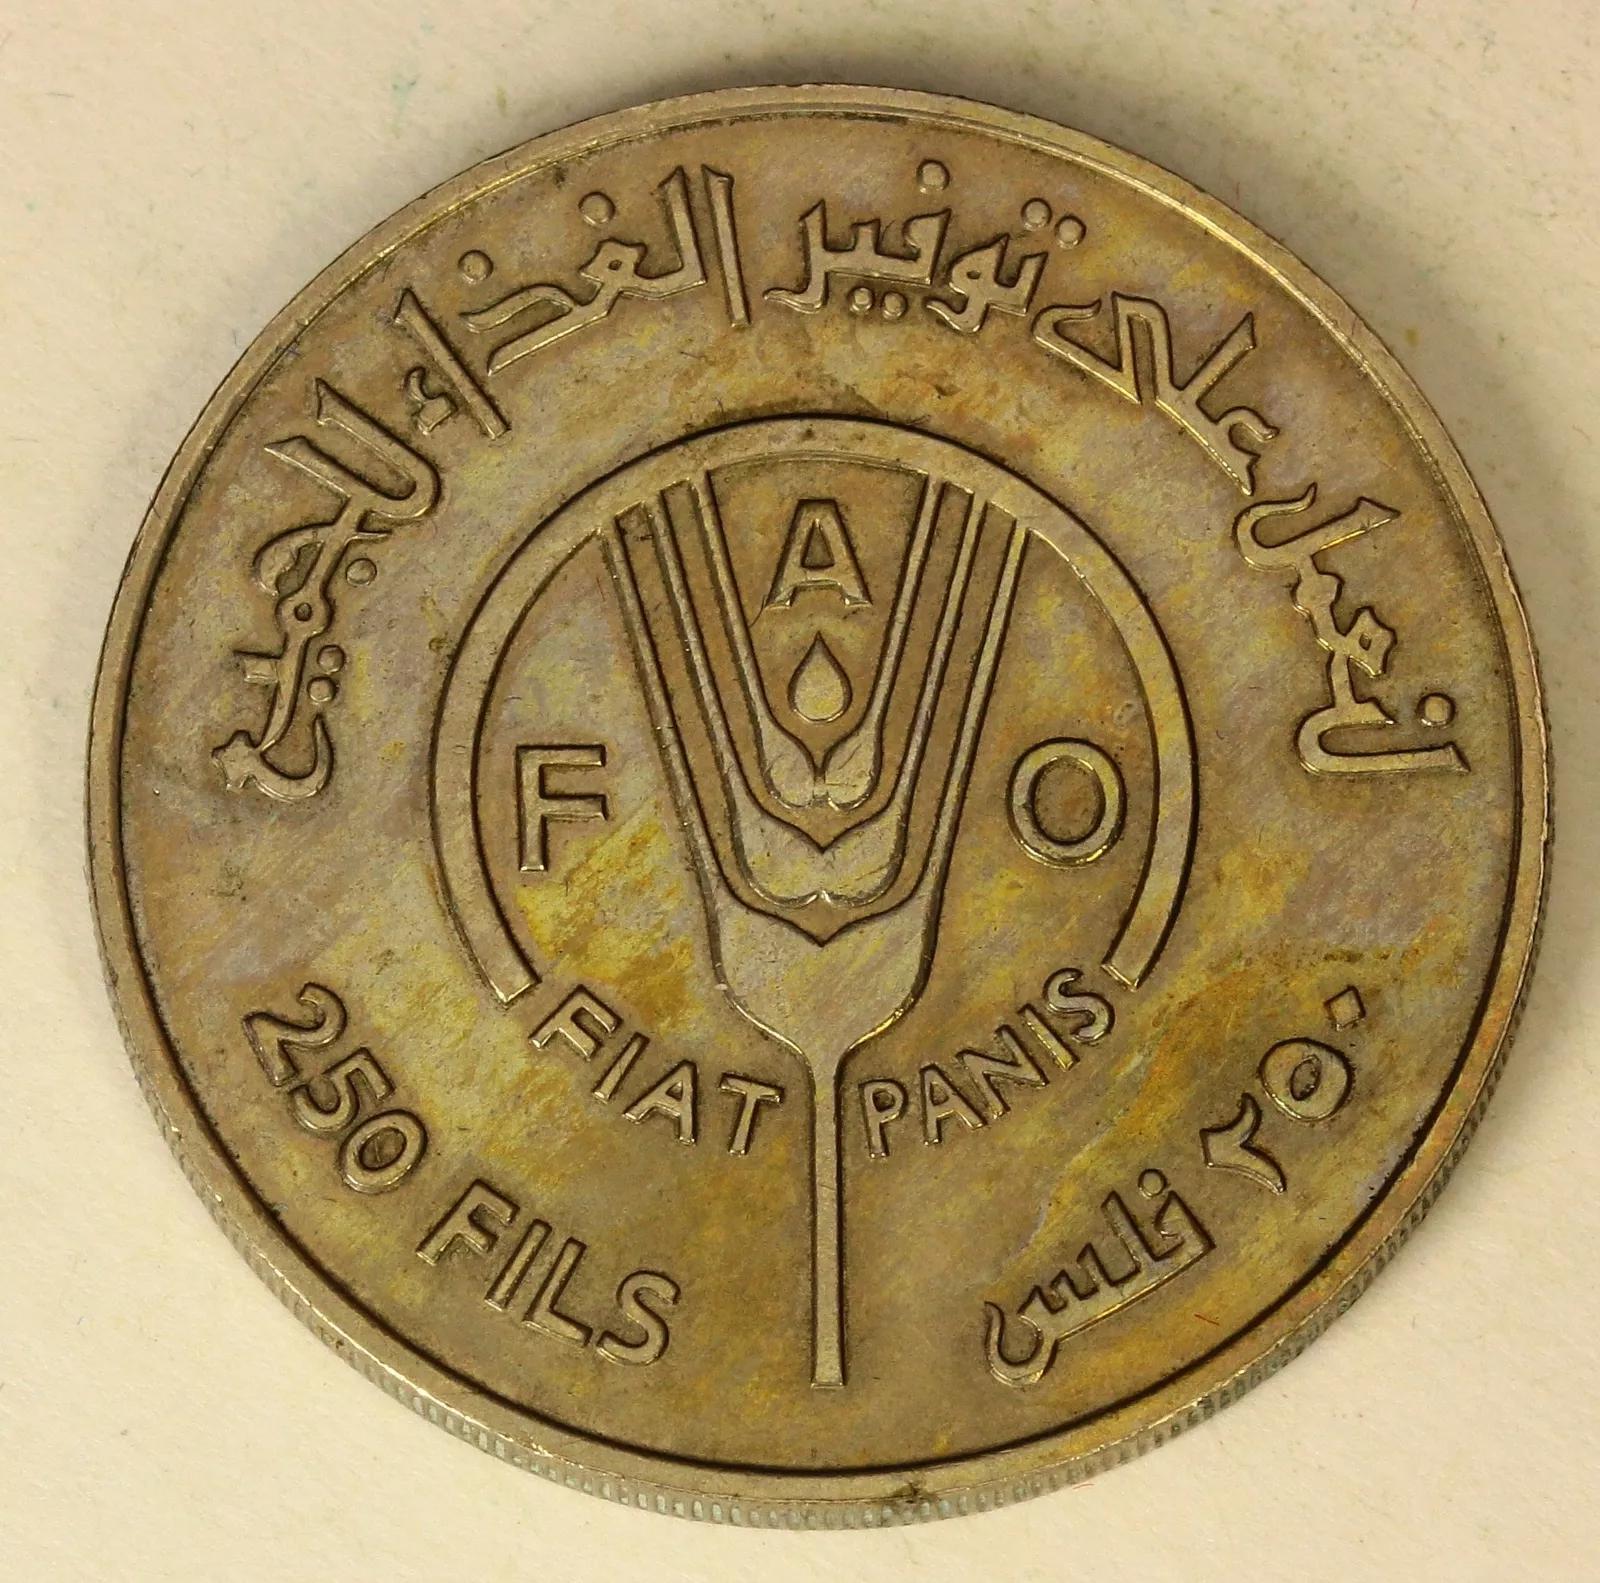 لنعمل على توفير الغذاء للجميع
F A O
FIAT PANIS
250 FILS
٢٥٠ فلس